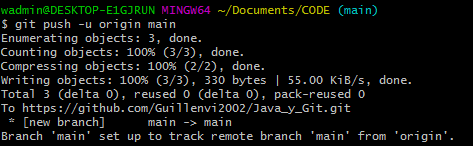 wadmin@DESKTOP-E1GJRUN MINGW64 ~/Documents/CODE (main)
$ git push -u origin main
Enumerating objects: 3, done.
Counting objects: 100% (3/3), done.
Compressing objects: 100% (2/2), done.
Writing objects: 100% (3/3), 330 bytes | 55.00 KiB/s, done.
Total 3 (delta 0), reused 0 (delta 0), pack-reused 0
To https://github.com/Guillenvi2002/Java_y_Git.git
 * [new branch]      main -> main
Branch 'main' set up to track remote branch 'main' from 'origin'.